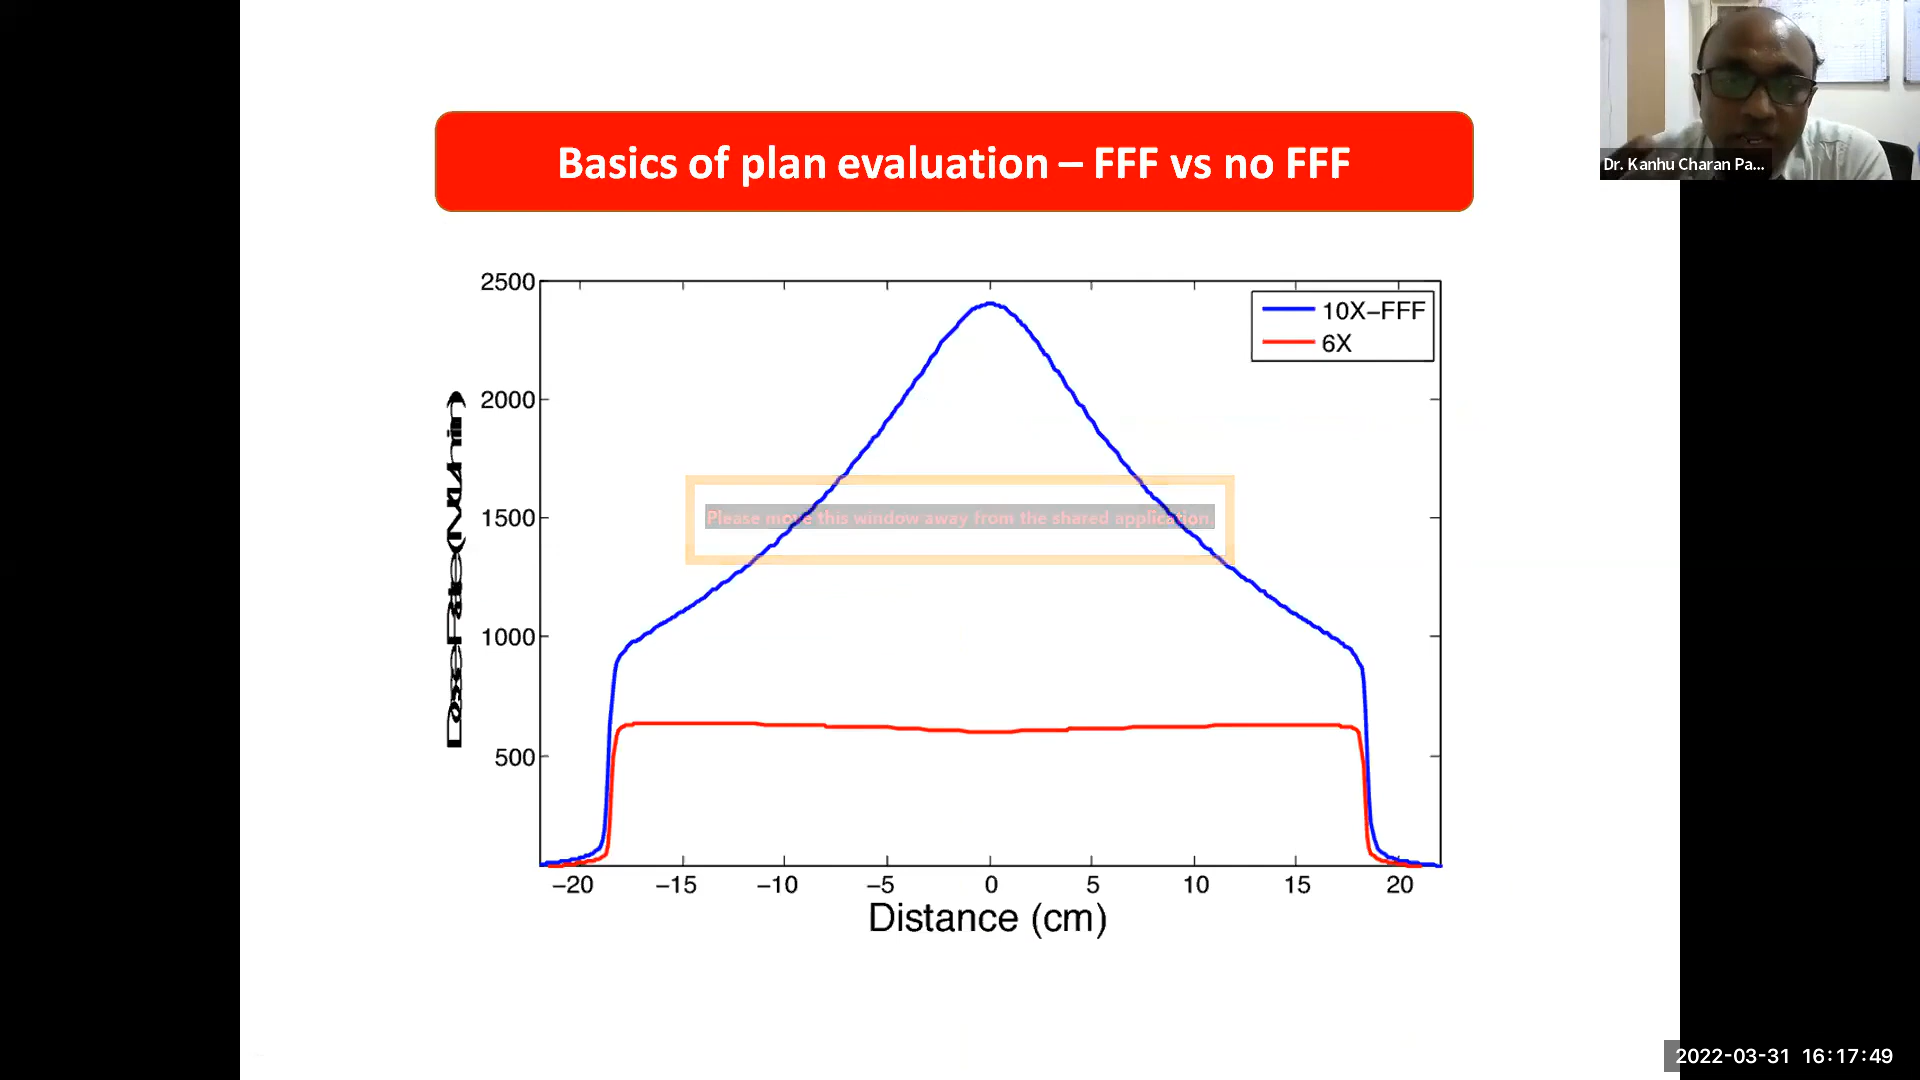 Basics of plan evaluation – FFF vs no FFF
Dr. Kanhu Charan Pa...
2500
10X–FFF
6X
2000
Please move this window away from the shared application.
1500
1000
500
−20 −15 −10 −5 0 5 10 15 20
Distance (cm)
2022-03-31 16:17:49